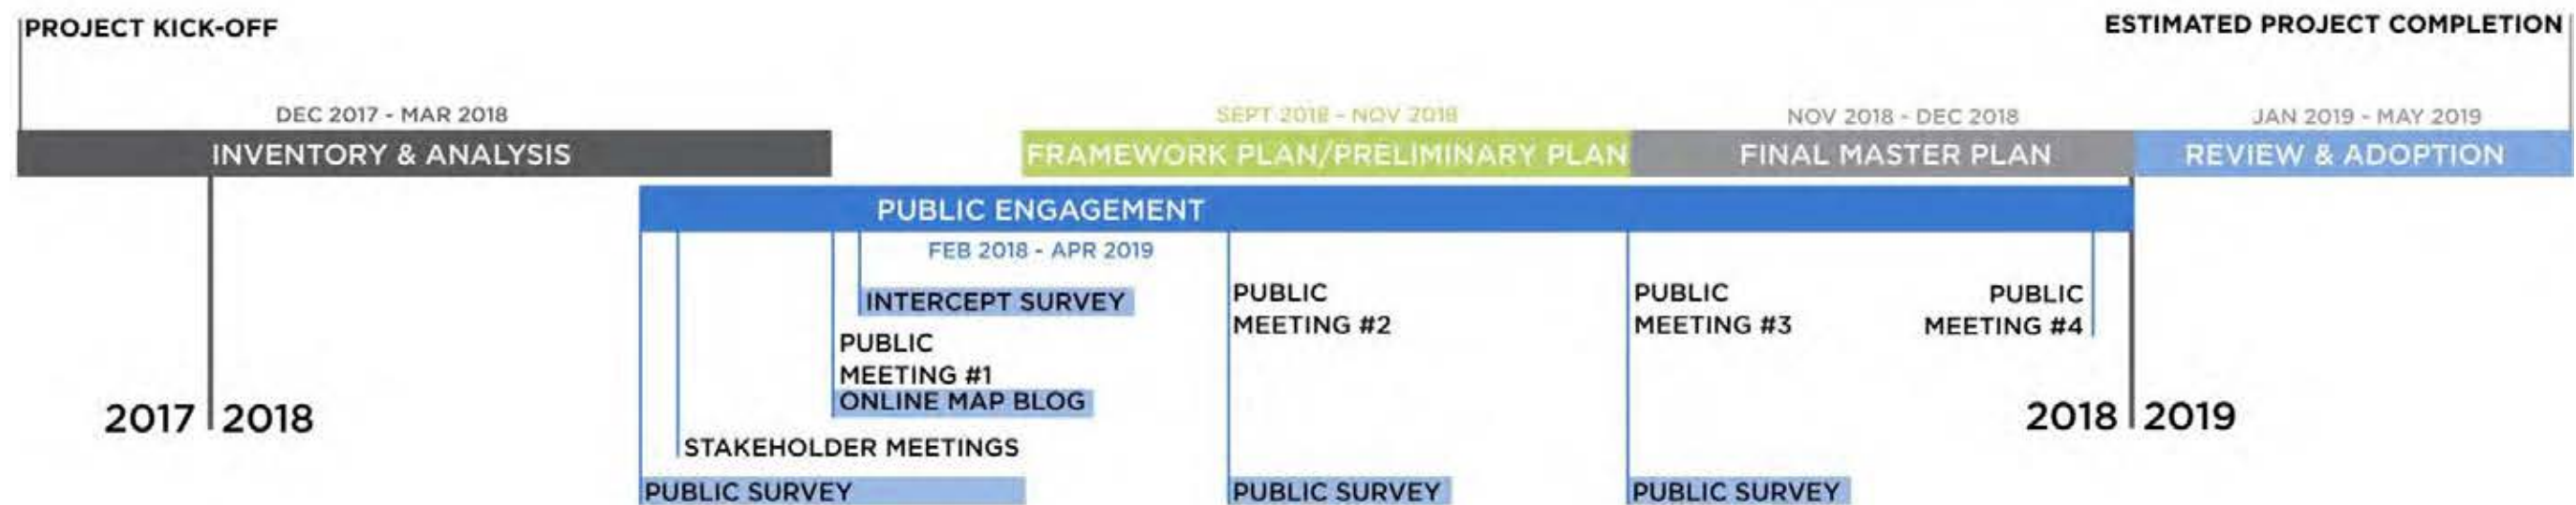 PROJECT KICK-OFF
ESTIMATED PROJECT COMPLETION
DEC 2017 - MAR 2018
SEPT 2018 - NOV 2018
NOV 2018 - DEC 2018
JAN 2019 - MAY 2019
INVENTORY & ANALYSIS
FRAMEWORK PLAN/PRELIMINARY PLAN
FINAL MASTER PLAN
REVIEW & ADOPTION
PUBLIC ENGAGEMENT
FEB 2018 - APR 2019
INTERCEPT SURVEY
PUBLIC
MEETING #1
ONLINE MAP BLOG
PUBLIC
MEETING #2
PUBLIC
MEETING #3
PUBLIC
MEETING #4
2017
2018
2018
2019
STAKEHOLDER MEETINGS
PUBLIC SURVEY
PUBLIC SURVEY
PUBLIC SURVEY